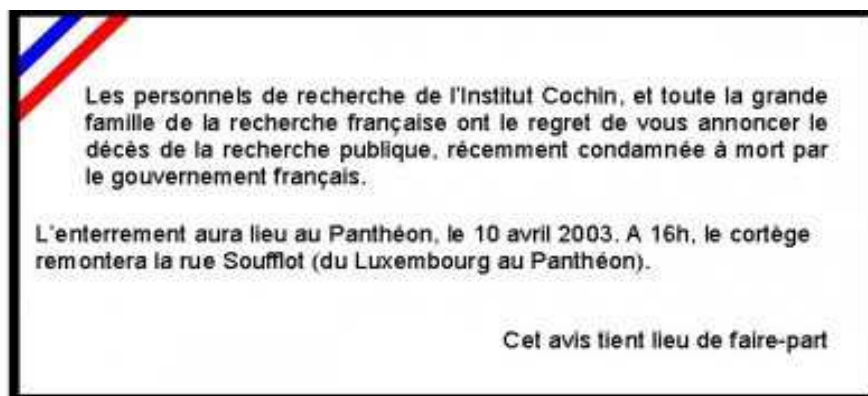 Les personnels de recherche de l'Institut Cochin, et toute la grande
famille de la recherche française ont le regret de vous annoncer le
décès de la recherche publique, récemment condamnée à mort par
le gouvernement français.
L'enterrement aura lieu au Panthéon, le 10 avril 2003. A 16h, le cortège
remontera la rue Soufflot (du Luxembourg au Panthéon).
Cet avis tient lieu de faire-part